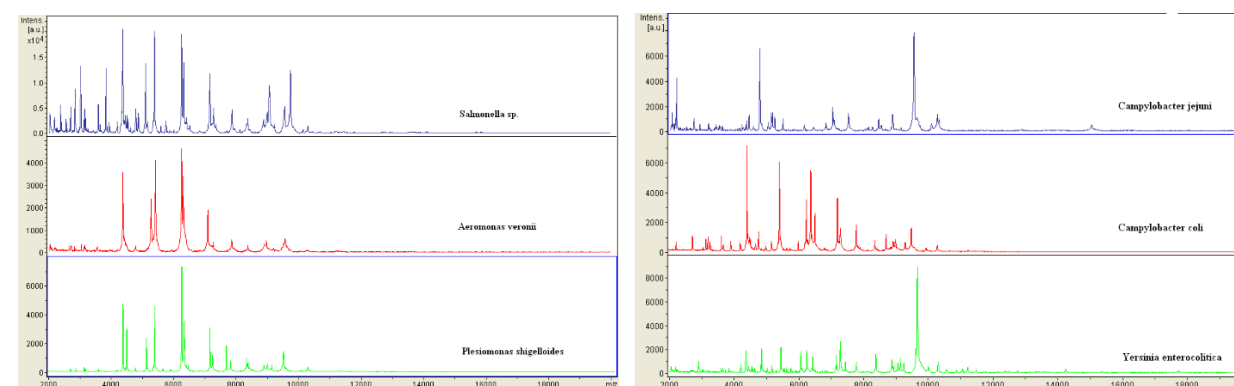 Intens.
[a.u.]
x10⁴
1.5
1.0
0.5
0.0
Salmonella sp.
4000
3000
2000
1000
0
Aeromonas veronii
6000
4000
2000
0
Plesiomonas shigelloides
2000 4000 6000 8000 10000 12000 14000 16000 18000
Intens.
[a.u.]
6000
4000
2000
0
Campylobacter jejuni
6000
4000
2000
0
Campylobacter coli
8000
6000
4000
2000
0
Yersinia enterocolitica
2000 4000 6000 8000 10000 12000 14000 16000 18000